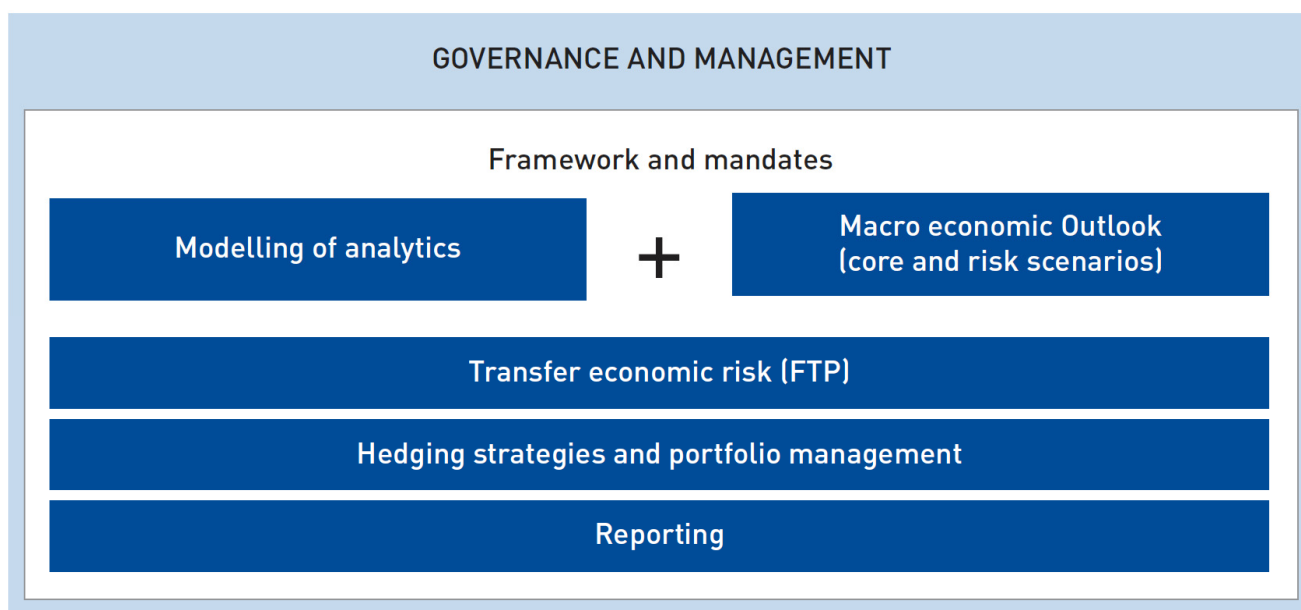 GOVERNANCE AND MANAGEMENT
Framework and mandates
Modelling of analytics
+
Macro economic Outlook
(core and risk scenarios)
Transfer economic risk (FTP)
Hedging strategies and portfolio management
Reporting